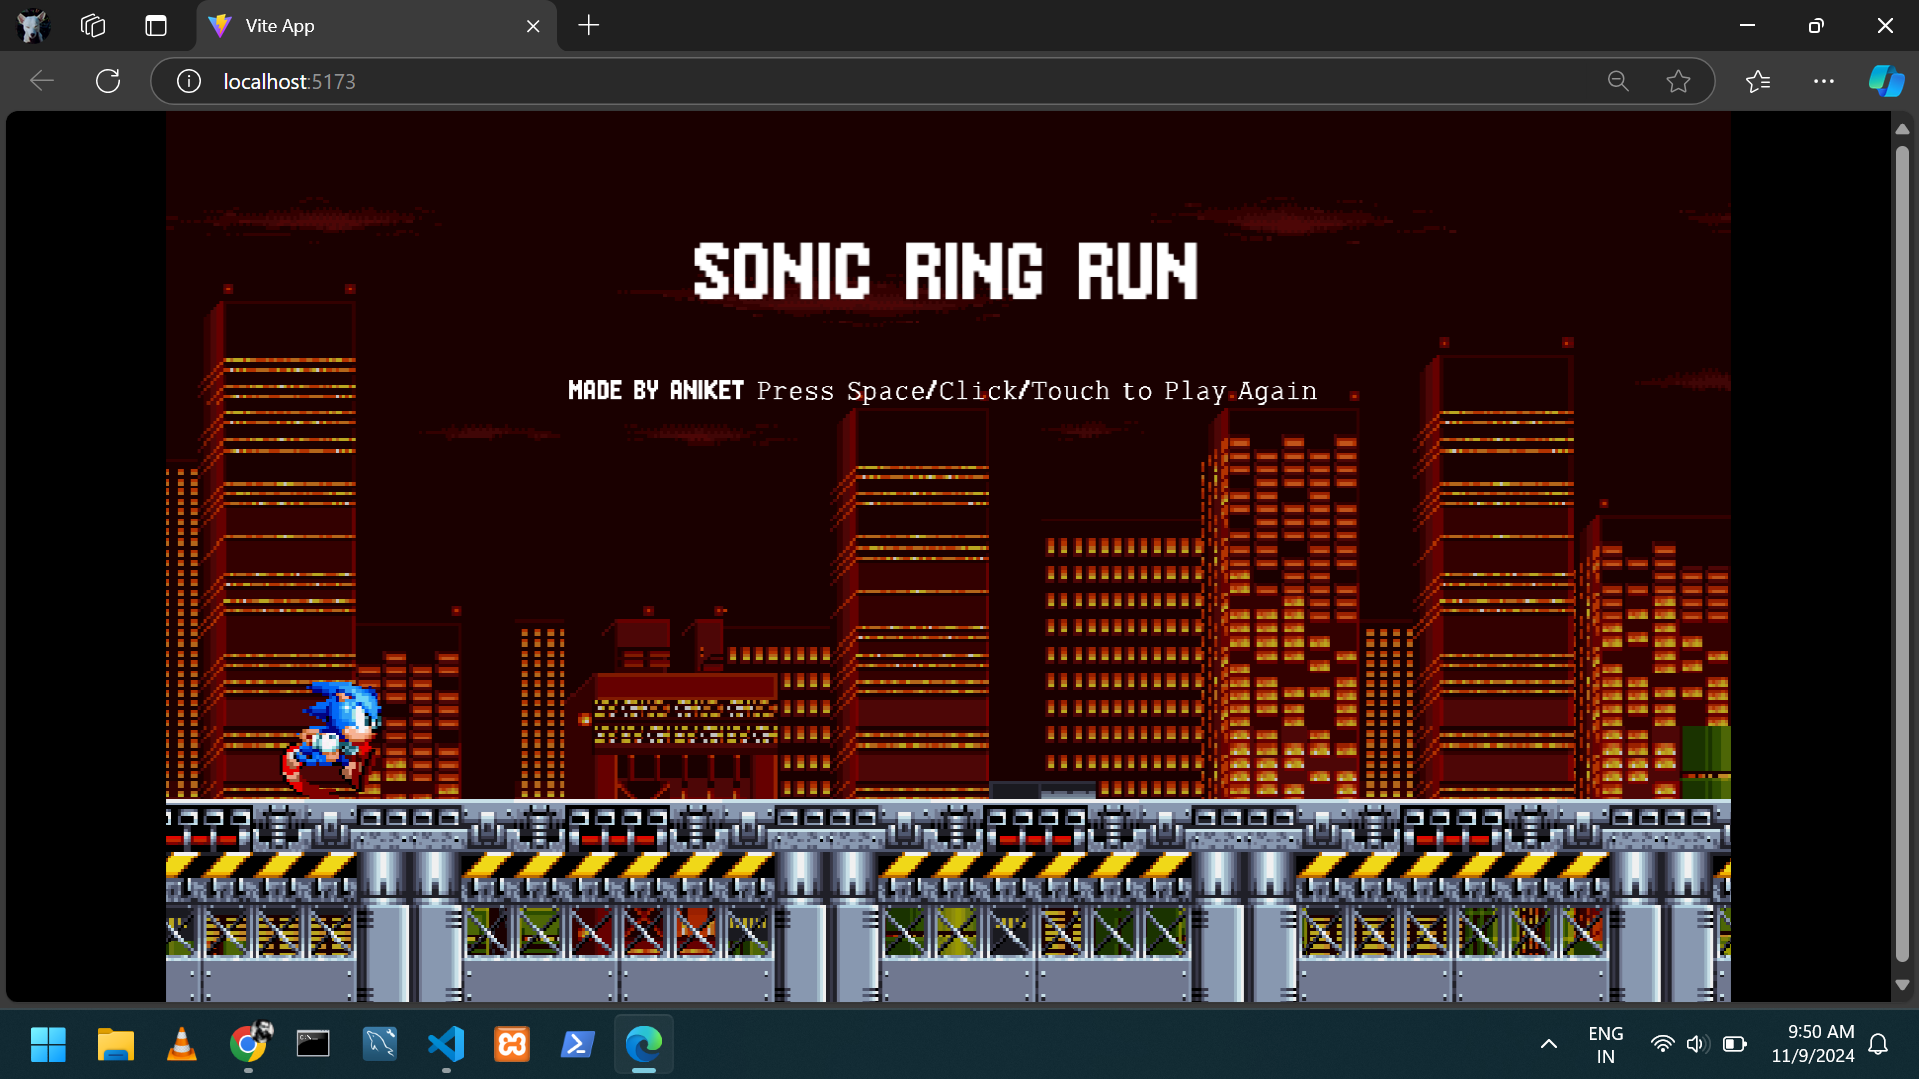 Vite App
localhost:5173
SONIC RING RUN
MADE BY ANIKET Press Space/Click/Touch to Play Again
ENG
IN
9:50 AM
11/9/2024